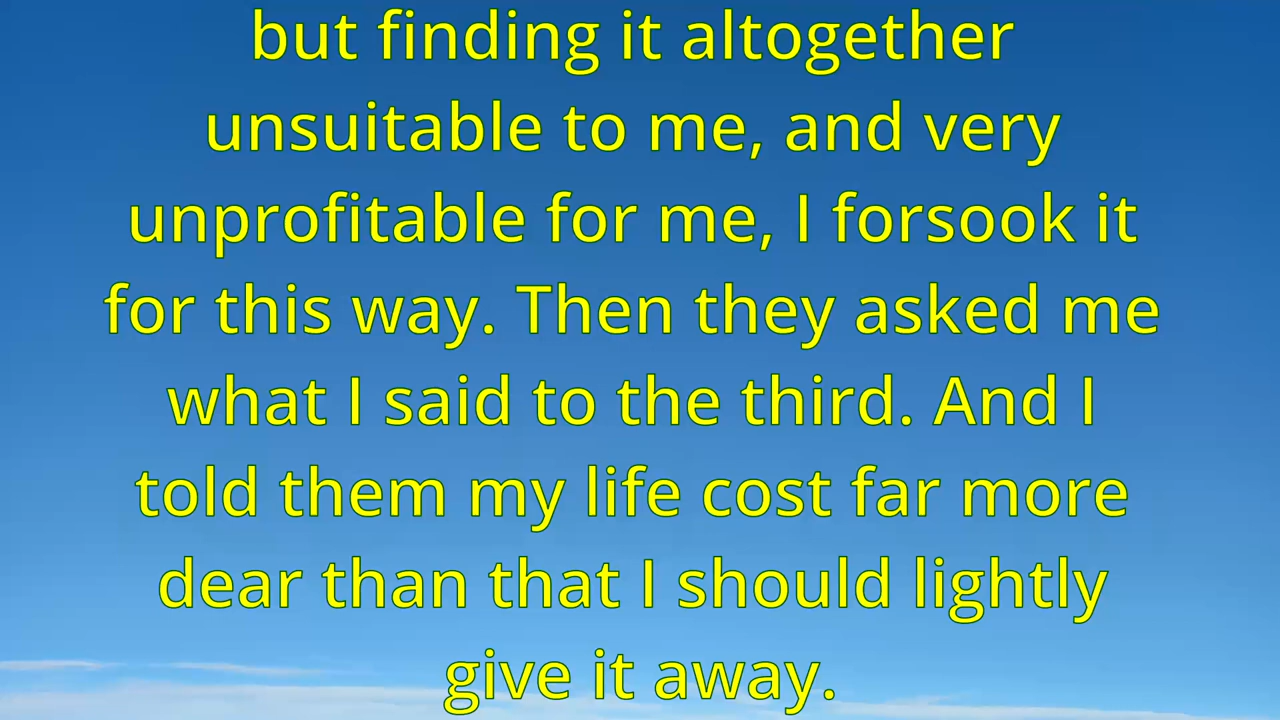 but finding it altogether
unsuitable to me, and very
unprofitable for me, I forsook it
for this way. Then they asked me
what I said to the third. And I
told them my life cost far more
dear than that I should lightly
give it away.